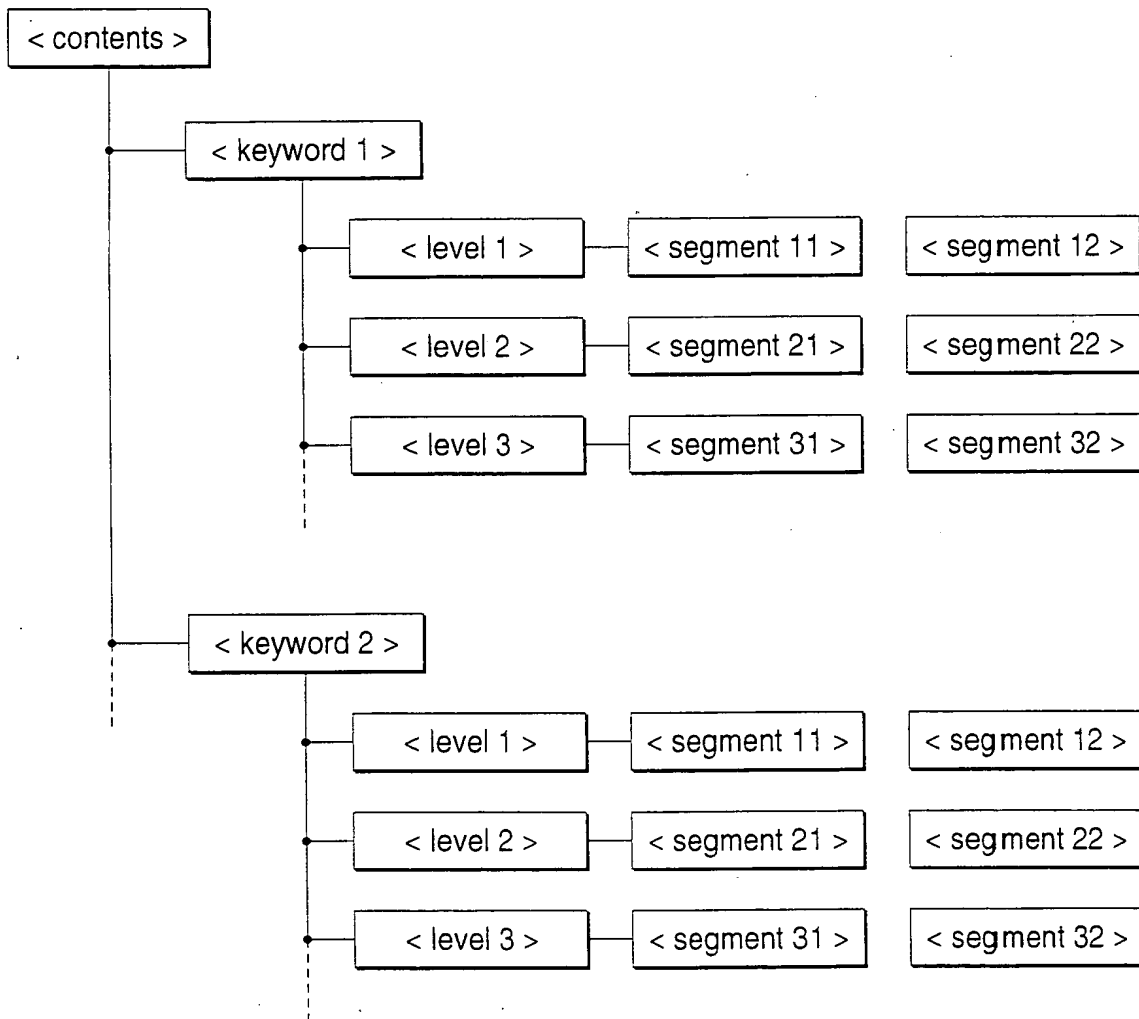 < contents >
< keyword 1 >
< level 1 > < segment 11 > < segment 12 >
< level 2 > < segment 21 > < segment 22 >
< level 3 > < segment 31 > < segment 32 >
< keyword 2 >
< level 1 > < segment 11 > < segment 12 >
< level 2 > < segment 21 > < segment 22 >
< level 3 > < segment 31 > < segment 32 >